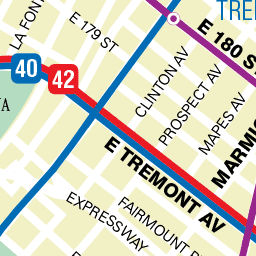 TRE
LA FON
E 179 ST
E 180 S
40
42
CLINTON AV
PROSPECT AV
MAPES AV
MARMI
A
E TREMONT AV
EXPRESSWAY
FAIRMOUNT P